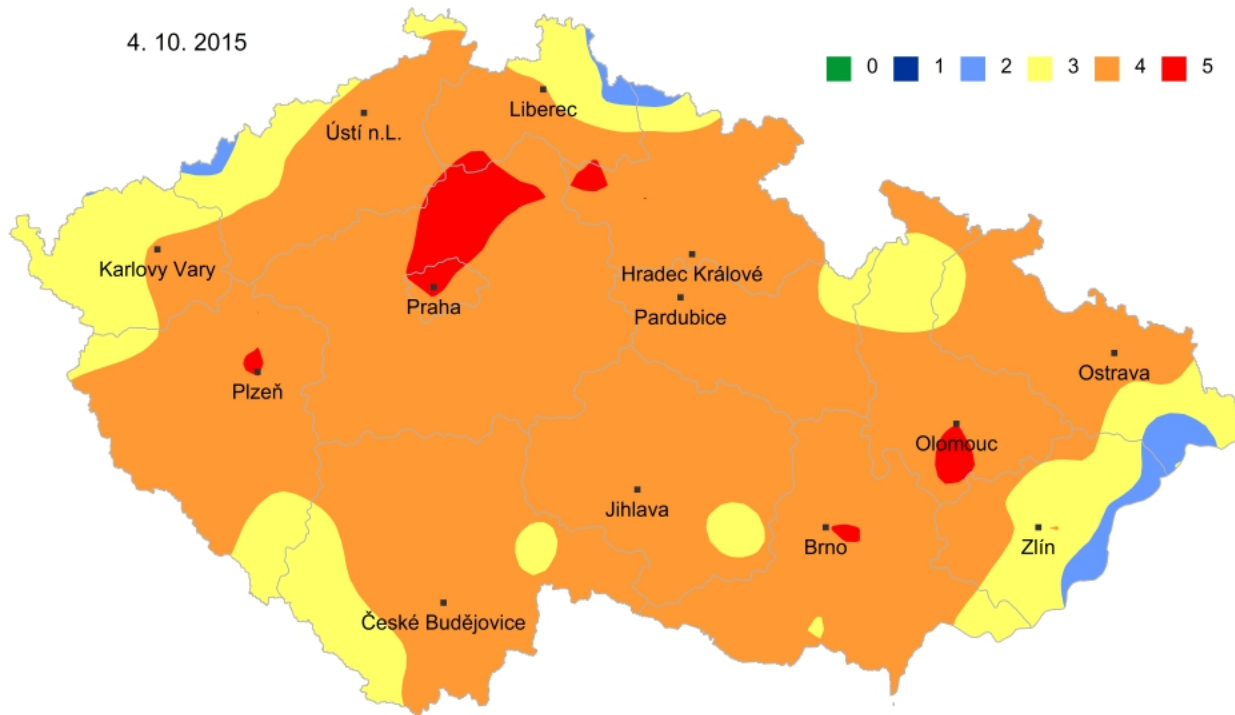 4. 10. 2015
0 1 2 3 4 5
Liberec
Ústí n.L.
Karlovy Vary
Hradec Králové
Praha
Pardubice
Ostrava
Plzeň
Olomouc
Jihlava
Brno
Zlín
České Budějovice